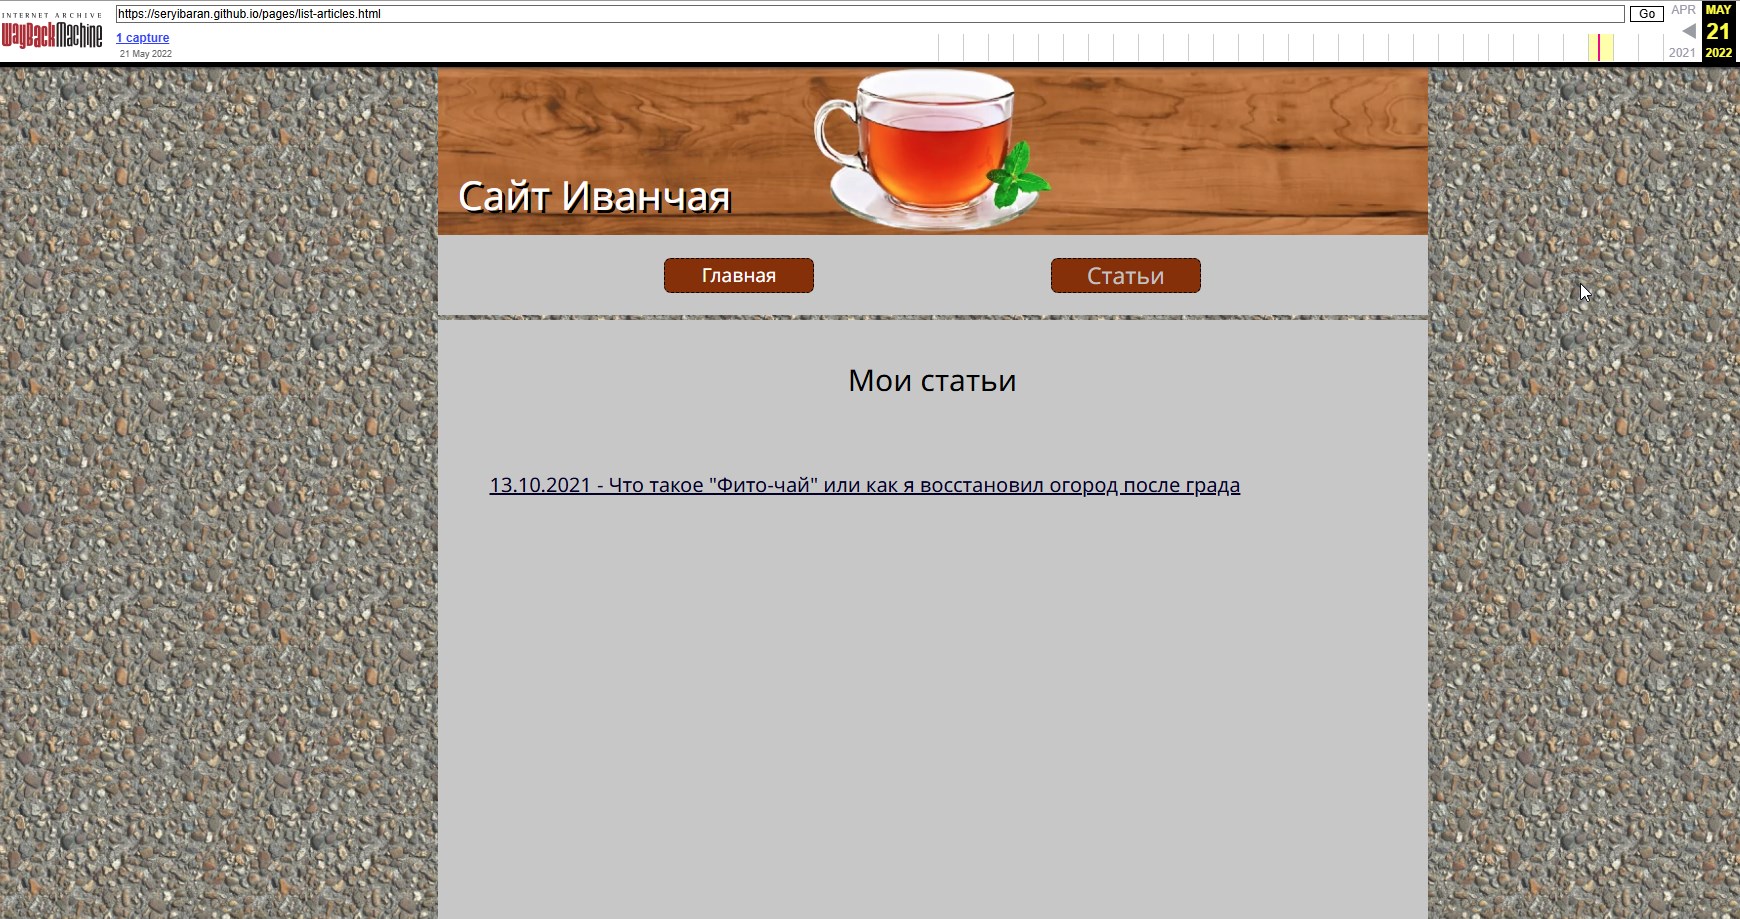 INTERNET ARCHIVE
WayBackMachine
https://seryibaran.github.io/pages/list-articles.html
Go
APR
MAY
1 capture
21
21 May 2022
2021
2022
Сайт Иванчая
Главная
Статьи
Мои статьи
13.10.2021 - Что такое "Фито-чай" или как я восстановил огород после града